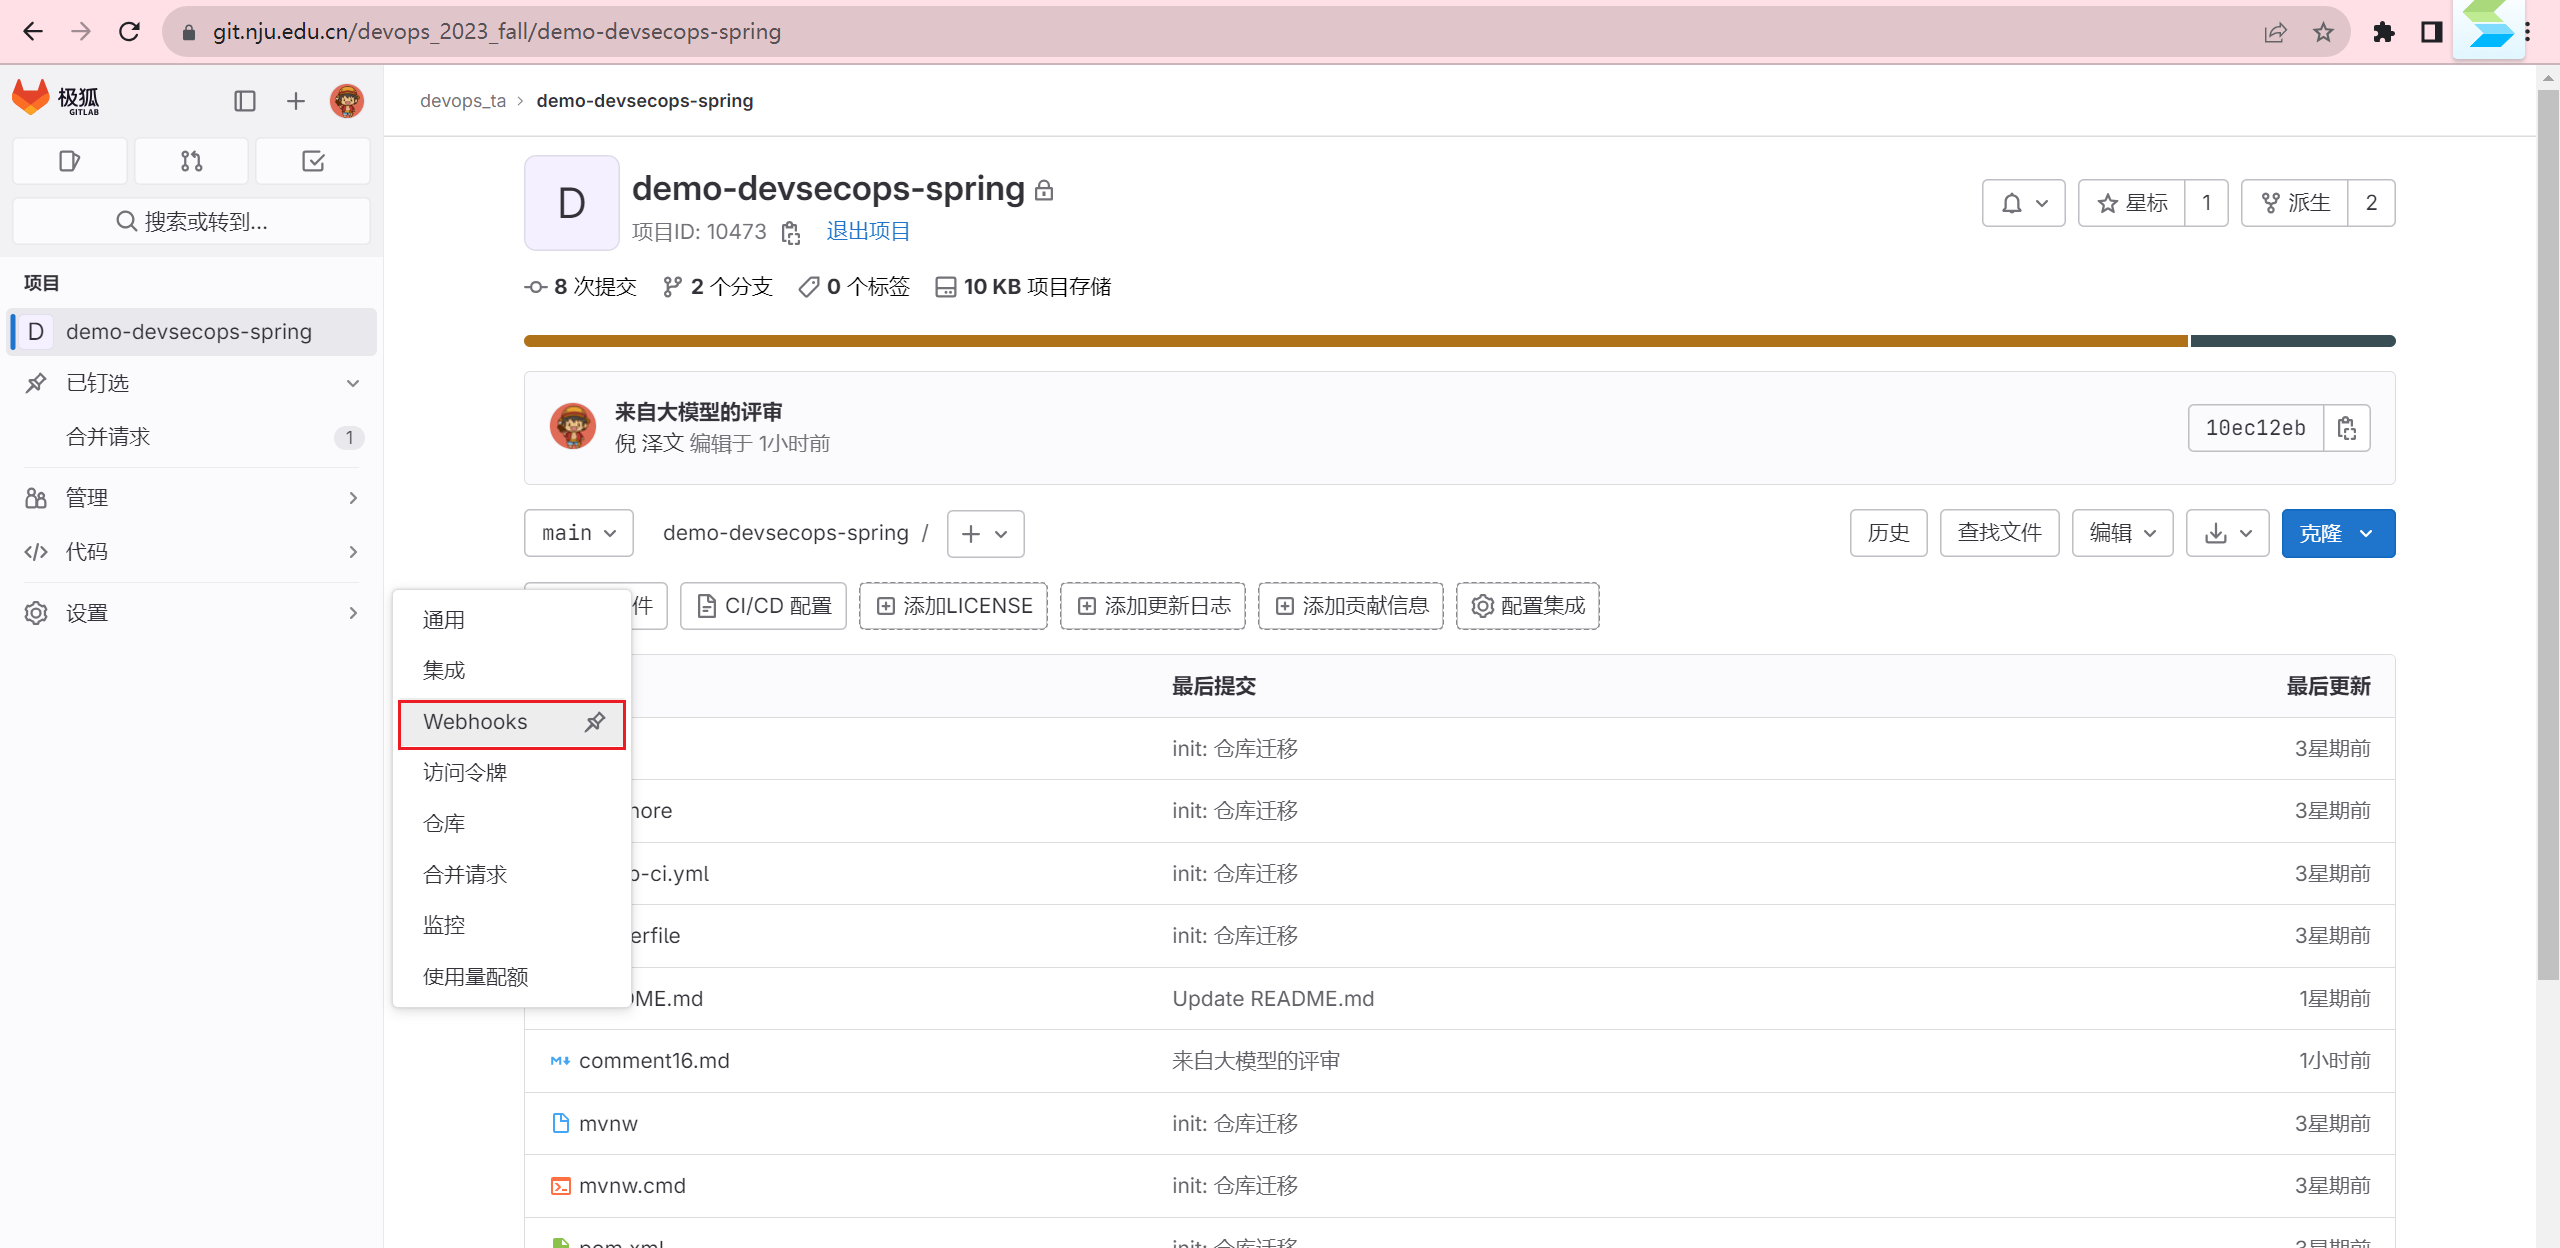 git.nju.edu.cn/devops_2023_fall/demo-devsecops-spring
极狐
GITLAB
搜索或转到...
项目
D demo-devsecops-spring
已钉选
合并请求 1
管理
代码
设置
通用
集成
Webhooks
访问令牌
仓库
合并请求
监控
使用量配额
devops_ta › demo-devsecops-spring
D
demo-devsecops-spring
项目ID: 10473 退出项目
星标 1 派生 2
8 次提交 2 个分支 0 个标签 10 KB 项目存储
来自大模型的评审
倪 泽文 编辑于 1小时前
10ec12eb
main demo-devsecops-spring / +
历史 查找文件 编辑 克隆
件 CI/CD 配置 添加LICENSE 添加更新日志 添加贡献信息 配置集成
最后提交 最后更新
init: 仓库迁移 3星期前
nore init: 仓库迁移 3星期前
b-ci.yml init: 仓库迁移 3星期前
erfile init: 仓库迁移 3星期前
ME.md Update README.md 1星期前
comment16.md 来自大模型的评审 1小时前
mvnw init: 仓库迁移 3星期前
mvnw.cmd init: 仓库迁移 3星期前
pom.xml init: 仓库迁移 3星期前